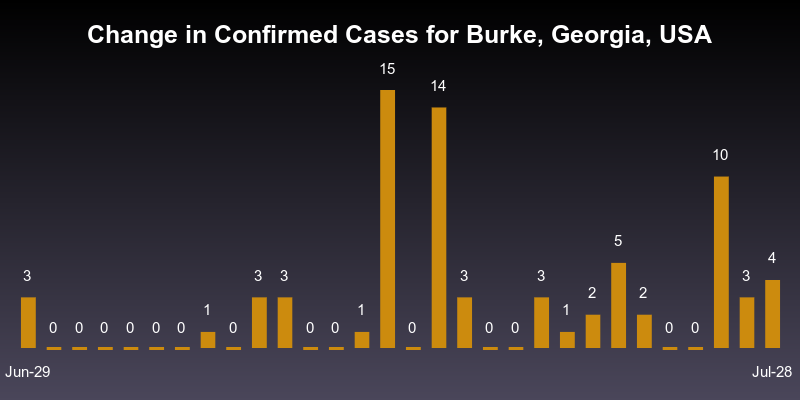 Change in Confirmed Cases for Burke, Georgia, USA
3 0 0 0 0 0 0 1 0 3 3 0 0 1 15 0 14 3 0 0 3 1 2 5 2 0 0 10 3 4
Jun-29 Jul-28